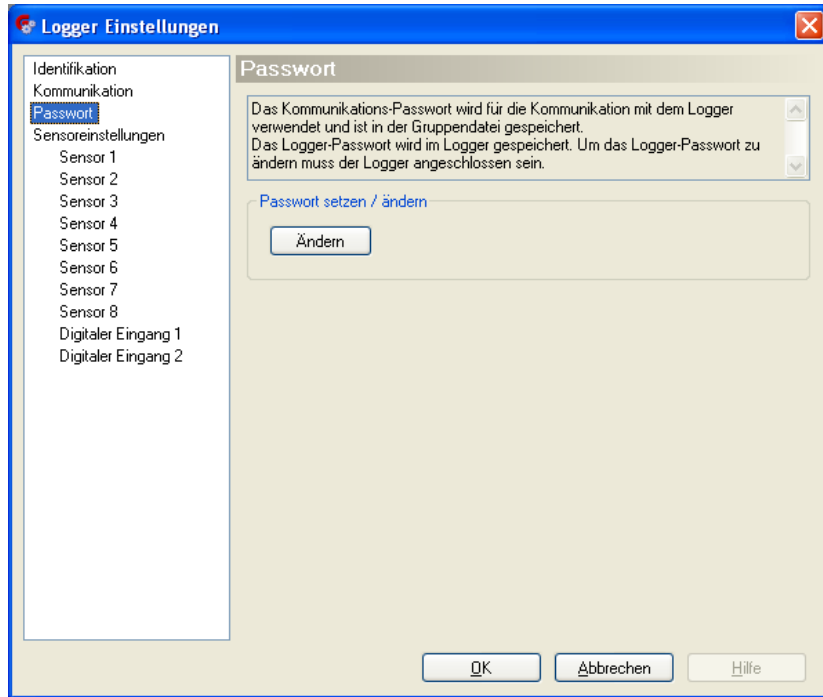 Logger Einstellungen
Identifikation
Kommunikation
Passwort
Sensoreinstellungen
Sensor 1
Sensor 2
Sensor 3
Sensor 4
Sensor 5
Sensor 6
Sensor 7
Sensor 8
Digitaler Eingang 1
Digitaler Eingang 2
Passwort
Das Kommunikations-Passwort wird für die Kommunikation mit dem Logger
verwendet und ist in der Gruppendatei gespeichert.
Das Logger-Passwort wird im Logger gespeichert. Um das Logger-Passwort zu
ändern muss der Logger angeschlossen sein.
Passwort setzen / ändern
Ändern
OK
Abbrechen
Hilfe